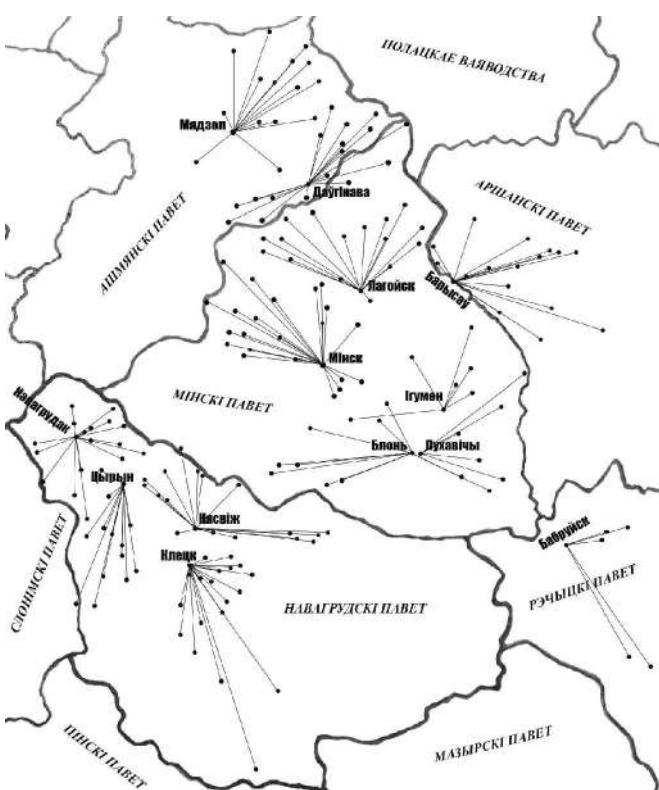 ПОЛАЦКАЕ ВАЯВОДСТВА
Мядзол
Даўгінава
АРШАНСКІ ПАВЕТ
АШМЯНСКІ ПАВЕТ
Барысаў
Лагойск
Мінск
МІНСКІ ПАВЕТ
Ігумен
Навагрудак
Блонь
Пухавічы
Цырын
Нясвіж
Клецк
Бабруйск
СЛОНІМСКІ ПАВЕТ
НАВАГРУДСКІ ПАВЕТ
РЭЧЫЦКІ ПАВЕТ
ПІНСКІ ПАВЕТ
МАЗЫРСКІ ПАВЕТ